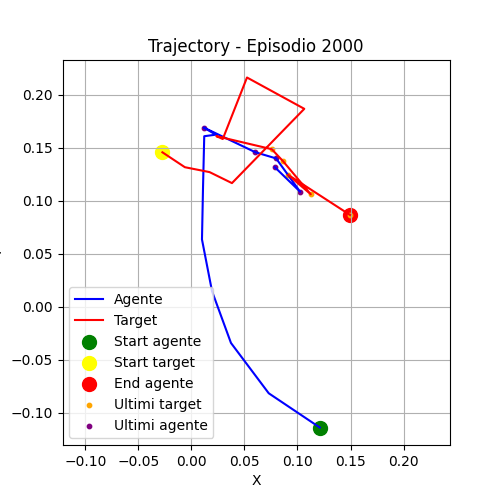 Trajectory - Episodio 2000
0.20
0.15
0.10
0.05
0.00
−0.05
−0.10
Agente
Target
Start agente
Start target
End agente
Ultimi target
Ultimi agente
−0.10 −0.05 0.00 0.05 0.10 0.15 0.20
X